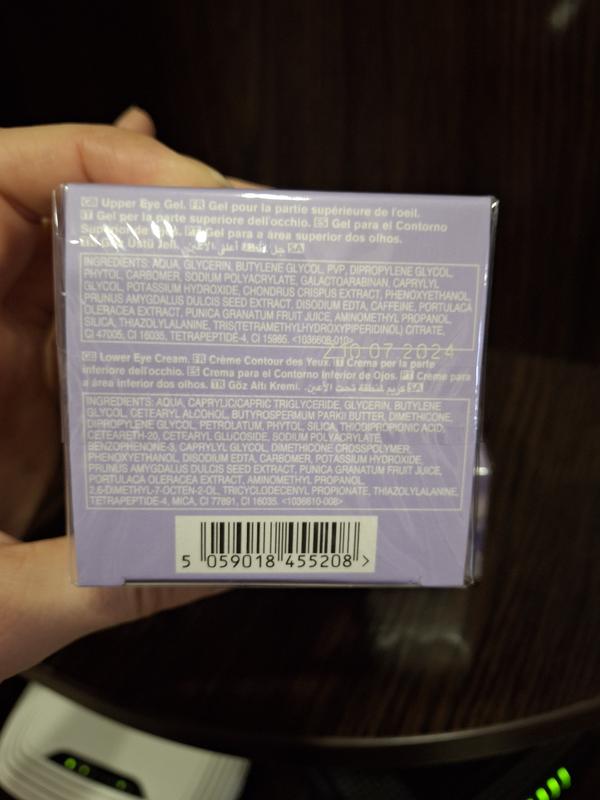 GB Upper Eye Gel. FR Gel pour la partie supérieure de l'oeil.
IT Gel per la parte superiore dell'occhio. ES Gel para el Contorno
Gel. PT Gel para a área superior dos olhos.
TR Göz Üstü Jeli. SA
INGREDIENTS: AQUA, GLYCERIN, BUTYLENE GLYCOL, PVP, DIPROPYLENE GLYCOL,
PHYTOL, CARBOMER, SODIUM POLYACRYLATE, GALACTOARABINAN, CAPRYLYL
GLYCOL, POTASSIUM HYDROXIDE, CHONDRUS CRISPUS EXTRACT, PHENOXYETHANOL,
PRUNUS AMYGDALUS DULCIS SEED EXTRACT, DISODIUM EDTA, CAFFEINE, PORTULACA
OLERACEA EXTRACT, PUNICA GRANATUM FRUIT JUICE, AMINOMETHYL PROPANOL,
SILICA, THIAZOLYLALANINE, TRIS(TETRAMETHYLHYDROXYPIPERIDINOL) CITRATE,
CI 47005, CI 16035, TETRAPEPTIDE-4, CI 15985. <1036608-010>
10 07 2024
GB Lower Eye Cream. FR Crème Contour des Yeux. IT Crema per la parte
inferiore dell'occhio. ES Crema para el Contorno Inferior de Ojos. PT Creme para
a área inferior dos olhos. TR Göz Altı Kremi. كريم لمنطقة تحت الأعين. SA
INGREDIENTS: AQUA, CAPRYLIC/CAPRIC TRIGLYCERIDE, GLYCERIN, BUTYLENE
GLYCOL, CETEARYL ALCOHOL, BUTYROSPERMUM PARKII BUTTER, DIMETHICONE,
DIPROPYLENE GLYCOL, PETROLATUM, PHYTOL, SILICA, THIODIPROPIONIC ACID,
CETEARETH-20, CETEARYL GLUCOSIDE, SODIUM POLYACRYLATE,
BENZOPHENONE-3, CAPRYLYL GLYCOL, DIMETHICONE CROSSPOLYMER,
PHENOXYETHANOL, DISODIUM EDTA, CARBOMER, POTASSIUM HYDROXIDE,
PRUNUS AMYGDALUS DULCIS SEED EXTRACT, PUNICA GRANATUM FRUIT JUICE,
PORTULACA OLERACEA EXTRACT, AMINOMETHYL PROPANOL,
2,6-DIMETHYL-7-OCTEN-2-OL, TRICYCLODECENYL PROPIONATE, THIAZOLYLALANINE,
TETRAPEPTIDE-4, MICA, CI 77891, CI 16035. <1036610-008>
5 059018 455208 >